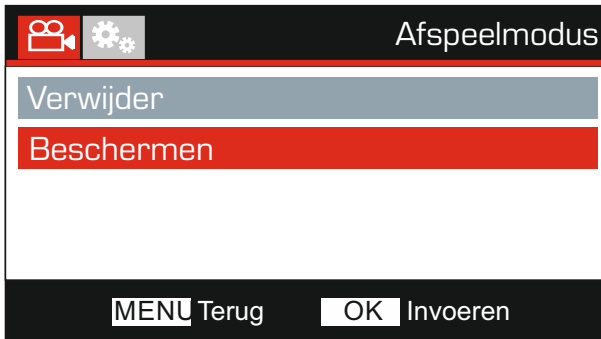 Afspeelmodus
Verwijder
Beschermen
MENU Terug OK Invoeren